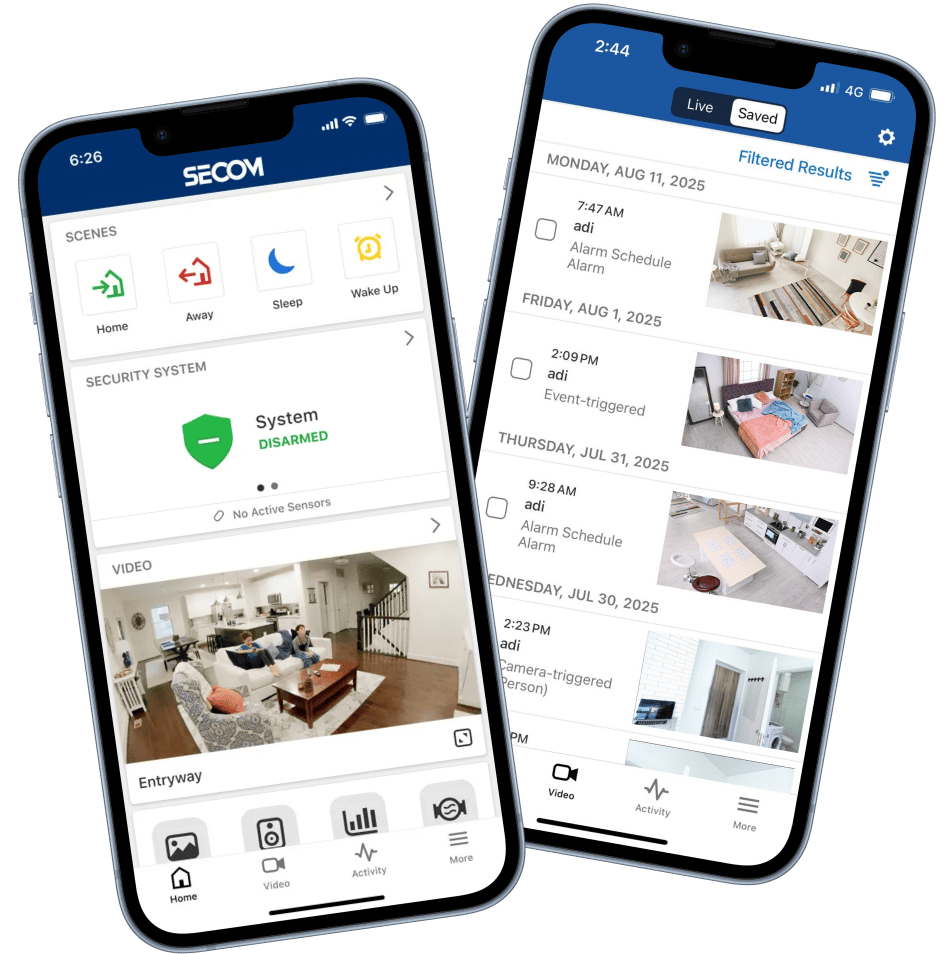 6:26
SECOM
SCENES
Home
Away
Sleep
Wake Up
SECURITY SYSTEM
System
DISARMED
No Active Sensors
VIDEO
Entryway
Home
Video
Activity
More
2:44
4G
Live
Saved
Filtered Results
MONDAY, AUG 11, 2025
7:47 AM
adi
Alarm Schedule
Alarm
FRIDAY, AUG 1, 2025
2:09 PM
adi
Event-triggered
THURSDAY, JUL 31, 2025
9:28 AM
adi
Alarm Schedule
Alarm
EDNESDAY, JUL 30, 2025
2:23 PM
adi
Camera-triggered
Person)
PM
Video
Activity
More